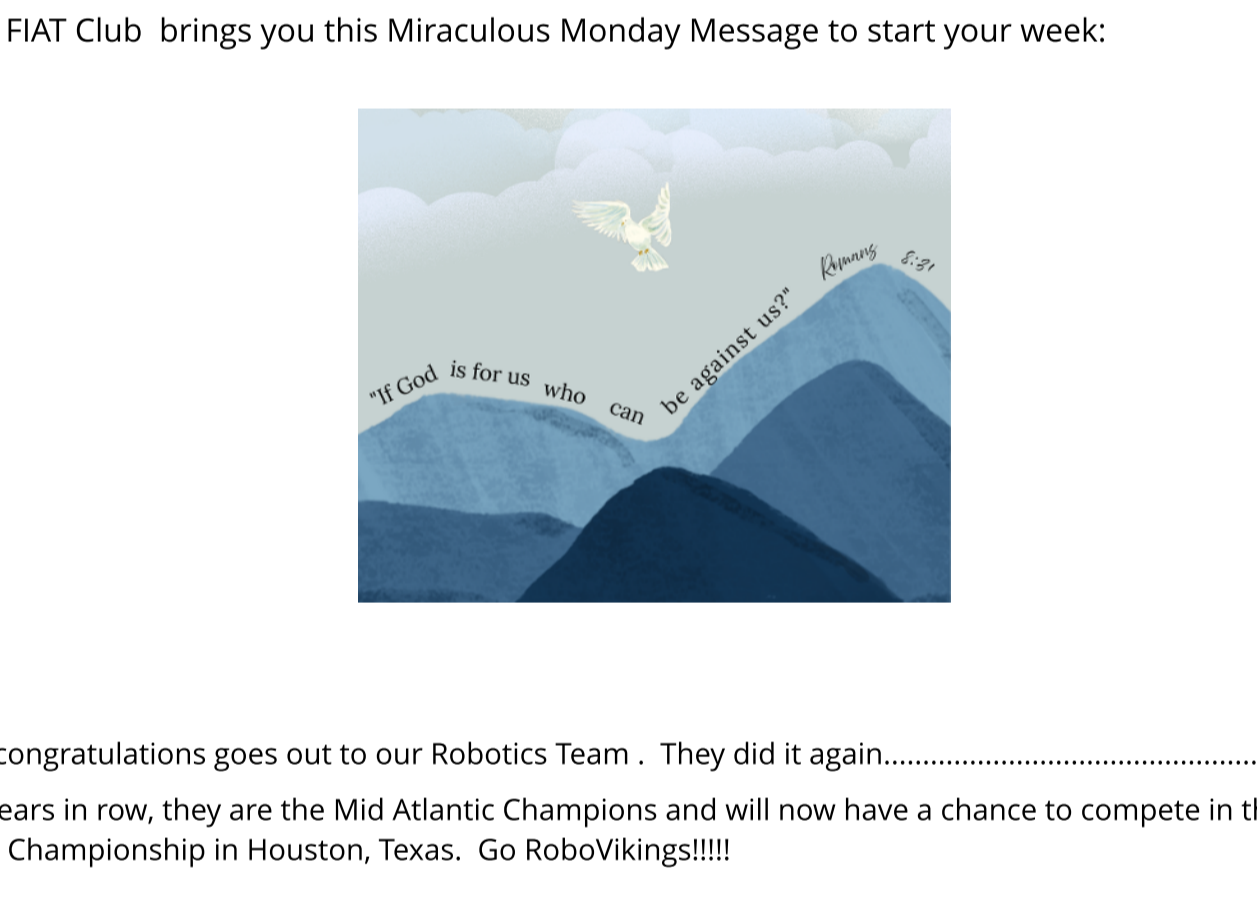 FIAT Club  brings you this Miraculous Monday Message to start your week:
"If God is for us who can be against us?" Romans 8:31
congratulations goes out to our Robotics Team .  They did it again................................................
ears in row, they are the Mid Atlantic Champions and will now have a chance to compete in th
Championship in Houston, Texas.  Go RoboVikings!!!!!